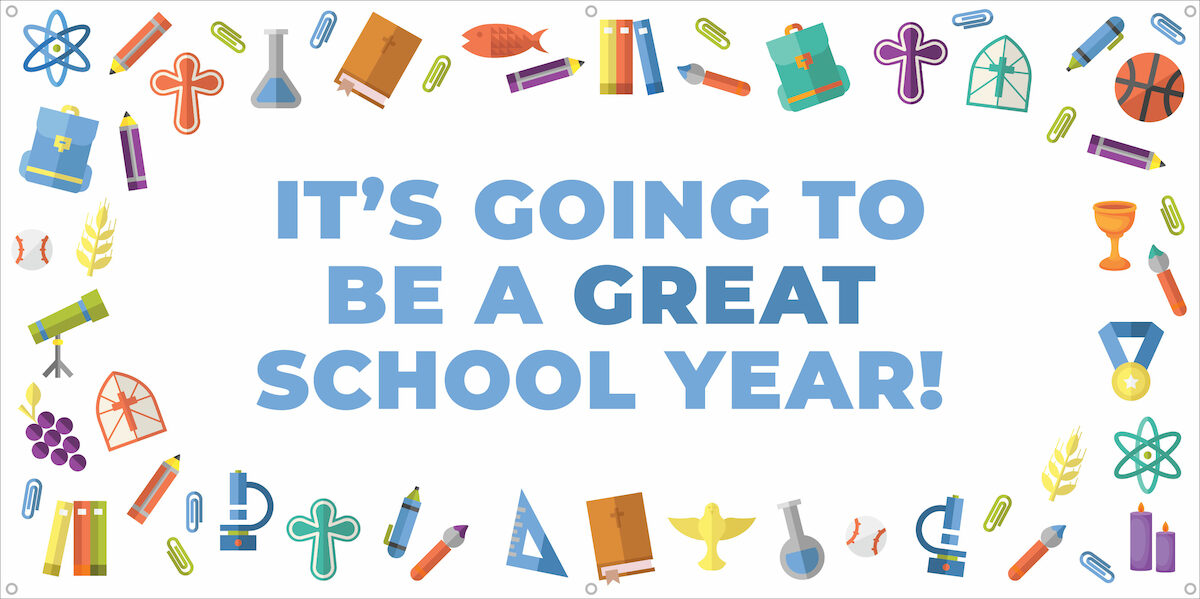 IT’S GOING TO
BE A GREAT
SCHOOL YEAR!